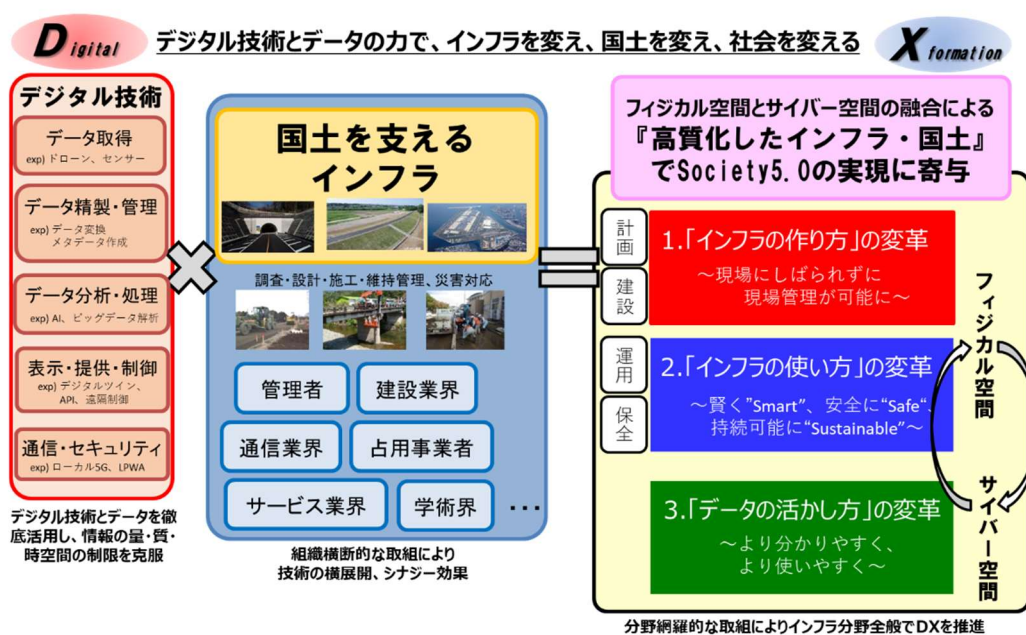 Digital
デジタル技術とデータの力で、インフラを変え、国土を変え、社会を変える
Xformation
デジタル技術
データ取得
exp) ドローン、センサー
データ精製・管理
exp) データ変換
メタデータ作成
データ分析・処理
exp) AI、ビッグデータ解析
表示・提供・制御
exp) デジタルツイン、
API、遠隔制御
通信・セキュリティ
exp) ローカル5G、LPWA
デジタル技術とデータを徹
底活用し、情報の量・質・
時空間の制限を克服
国土を支える
インフラ
調査・設計・施工・維持管理、災害対応
管理者
建設業界
通信業界
占用事業者
サービス業界
学術界
…
組織横断的な取組により
技術の横展開、シナジー効果
フィジカル空間とサイバー空間の融合による
『高質化したインフラ・国土』
でSociety5.0の実現に寄与
計画
建設
運用
保全
1.「インフラの作り方」の変革
～現場にしばられずに
現場管理が可能に～
2.「インフラの使い方」の変革
～賢く”Smart”、安全に“Safe“、
持続可能に“Sustainable”～
3.「データの活かし方」の変革
～より分かりやすく、
より使いやすく～
フィジカル空間
サイバー空間
分野網羅的な取組によりインフラ分野全般でDXを推進